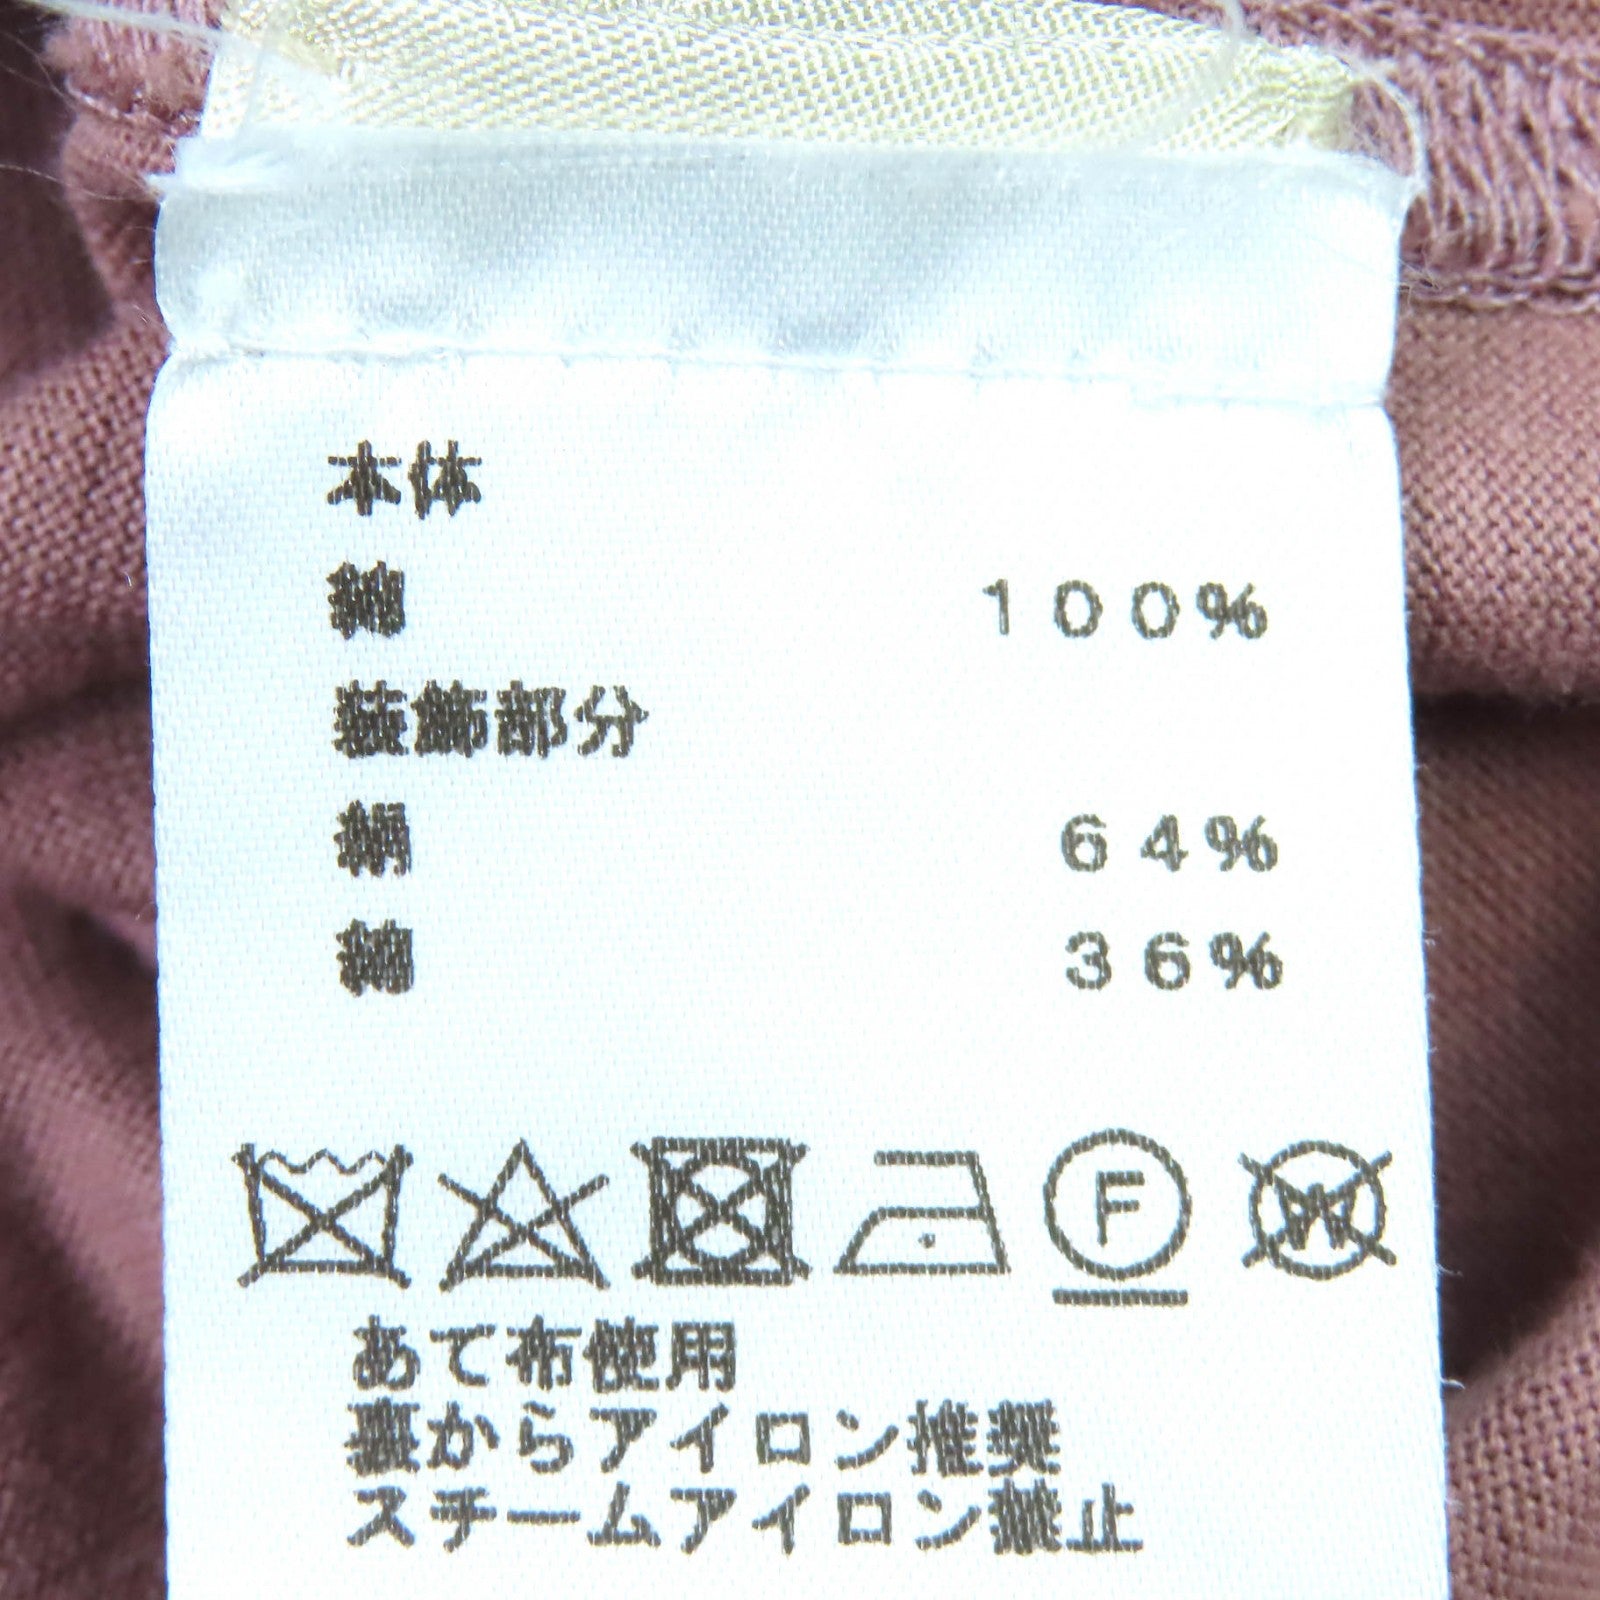 本体
綿 100%
装飾部分
絹 64%
綿 36%
F
W
あて布使用
裏からアイロン推奨
スチームアイロン禁止